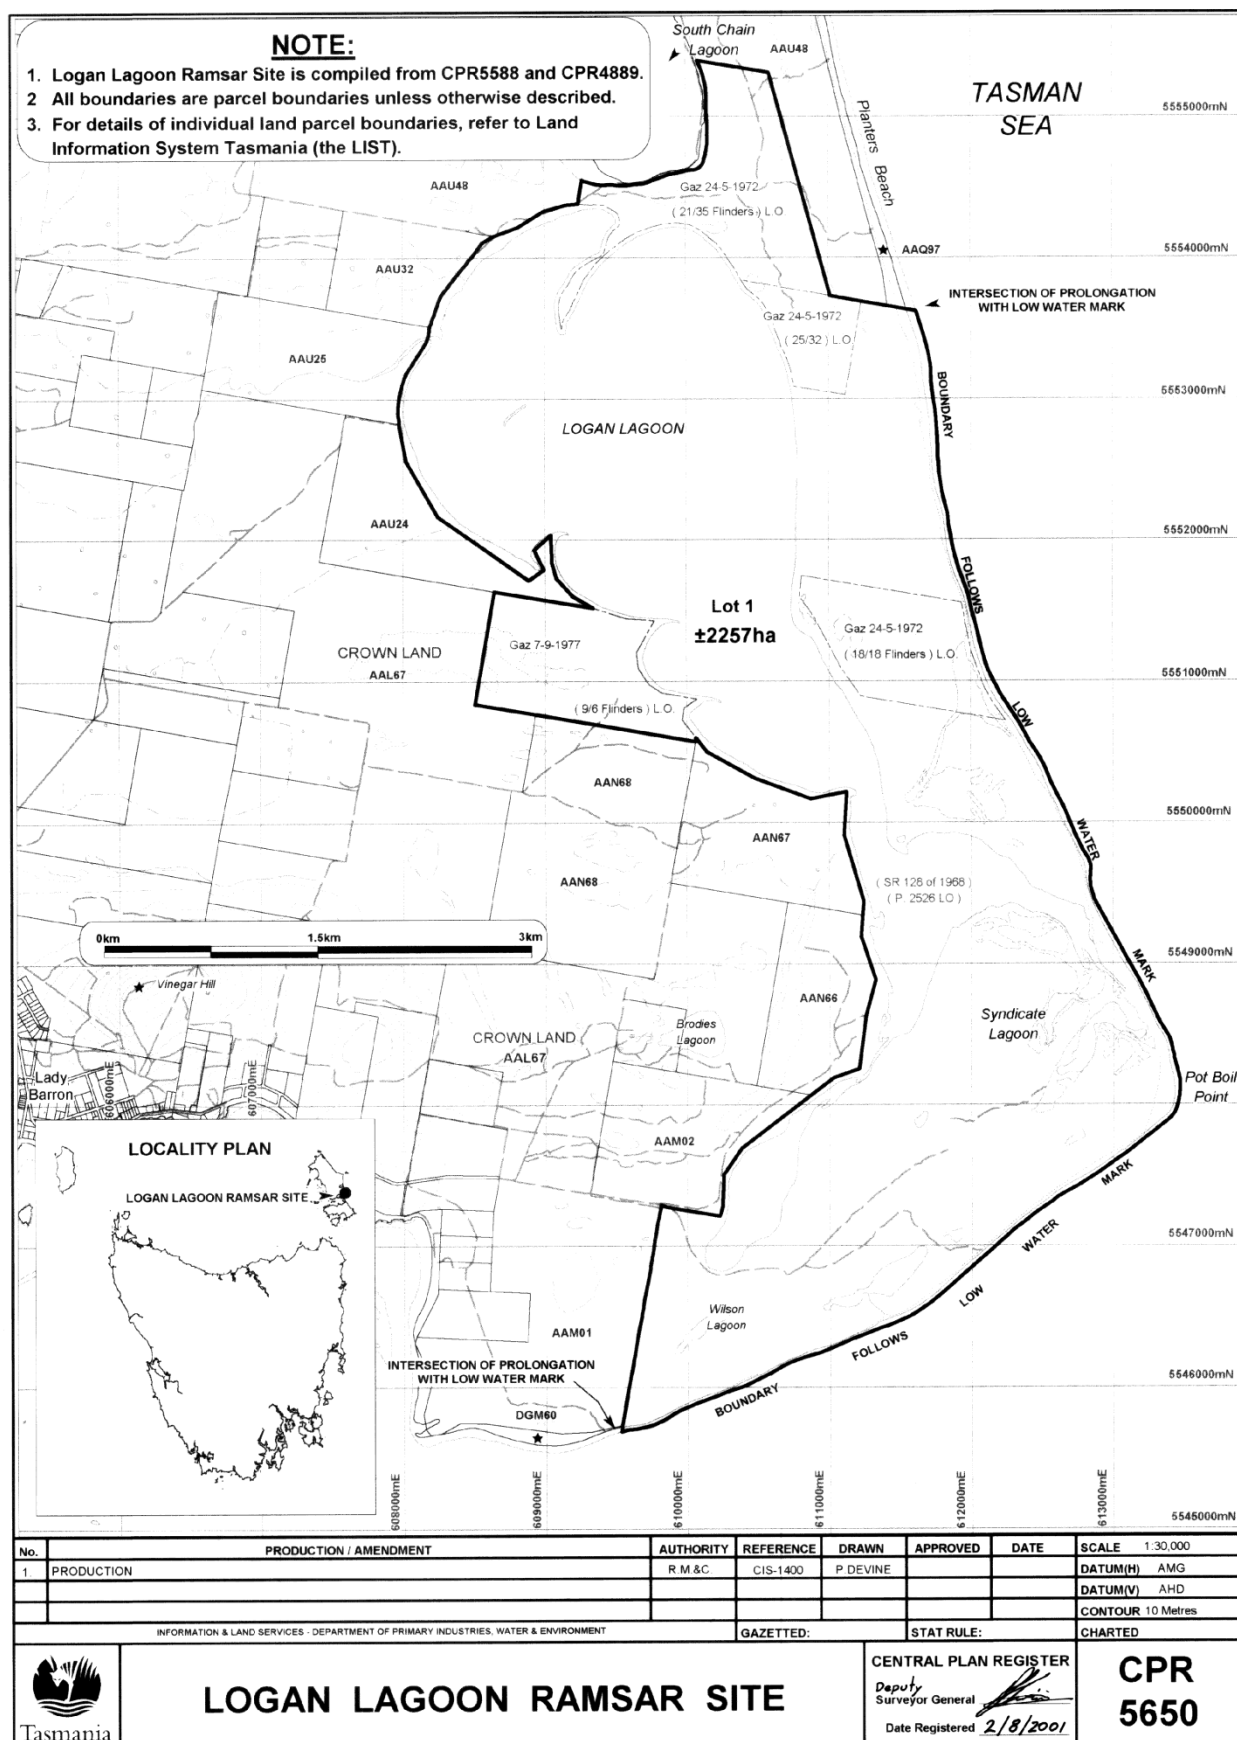 NOTE:
1. Logan Lagoon Ramsar Site is compiled from CPR5588 and CPR4889.
2 All boundaries are parcel boundaries unless otherwise described.
3. For details of individual land parcel boundaries, refer to Land
Information System Tasmania (the LIST).
South Chain
Lagoon
AAU48
TASMAN
SEA
5555000mN
Planters Beach
AAU48
Gaz 24-5-1972
( 21/35 Flinders ) L.O.
AAQ97
5554000mN
AAU32
INTERSECTION OF PROLONGATION
WITH LOW WATER MARK
Gaz 24-5-1972
( 25/32 ) L.O.
AAU25
5553000mN
BOUNDARY
LOGAN LAGOON
AAU24
5552000mN
FOLLOWS
Lot 1
±2257ha
Gaz 24-5-1972
( 18/18 Flinders ) L.O.
Gaz 7-9-1977
CROWN LAND
AAL67
5551000mN
( 9/6 Flinders ) L.O.
LOW
AAN68
5550000mN
WATER
AAN67
AAN68
( SR 128 of 1968 )
( P. 2526 LO )
0km 1.5km 3km
5549000mN
MARK
Vinegar Hill
AAN66
Syndicate
Lagoon
Brodies
Lagoon
CROWN LAND
AAL67
Lady
Barron
606000mE
607000mE
Pot Boil
Point
AAM02
MARK
LOCALITY PLAN
LOGAN LAGOON RAMSAR SITE
WATER
5547000mN
LOW
Wilson
Lagoon
AAM01
FOLLOWS
INTERSECTION OF PROLONGATION
WITH LOW WATER MARK
5546000mN
BOUNDARY
DGM60
608000mE
609000mE
610000mE
611000mE
612000mE
613000mE
5545000mN
No. PRODUCTION / AMENDMENT AUTHORITY REFERENCE DRAWN APPROVED DATE SCALE 1:30,000
1. PRODUCTION R.M.&C. CIS-1400 P.DEVINE DATUM(H) AMG
DATUM(V) AHD
CONTOUR 10 Metres
INFORMATION & LAND SERVICES - DEPARTMENT OF PRIMARY INDUSTRIES, WATER & ENVIRONMENT GAZETTED: STAT RULE: CHARTED
Tasmania
LOGAN LAGOON RAMSAR SITE
CENTRAL PLAN REGISTER
Deputy
Surveyor General
Date Registered 2/8/2001
CPR
5650